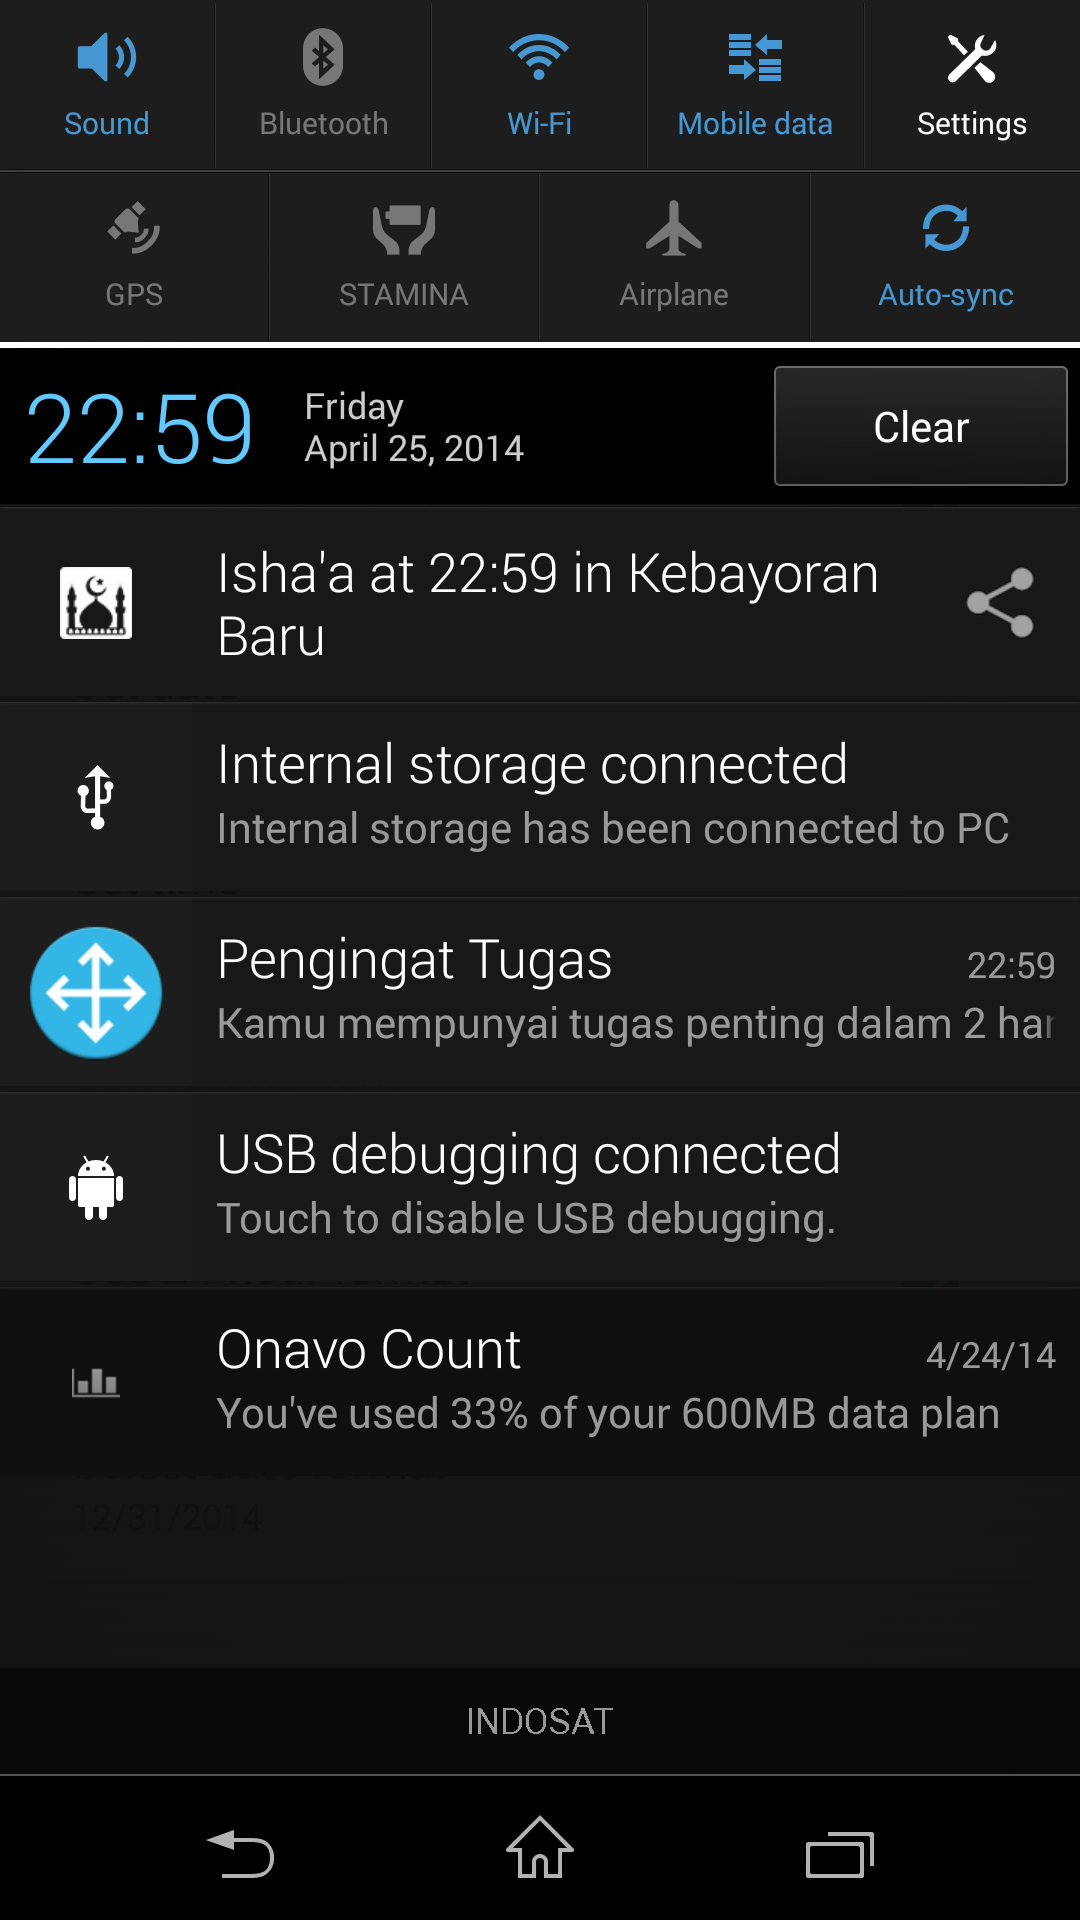 Sound
Bluetooth
Wi-Fi
Mobile data
Settings
GPS
STAMINA
Airplane
Auto-sync
22:59
Friday
April 25, 2014
Clear
Isha'a at 22:59 in Kebayoran
Baru
Internal storage connected
Internal storage has been connected to PC
Pengingat Tugas
22:59
Kamu mempunyai tugas penting dalam 2 har
USB debugging connected
Touch to disable USB debugging.
Onavo Count
4/24/14
You've used 33% of your 600MB data plan
12/31/2014
INDOSAT